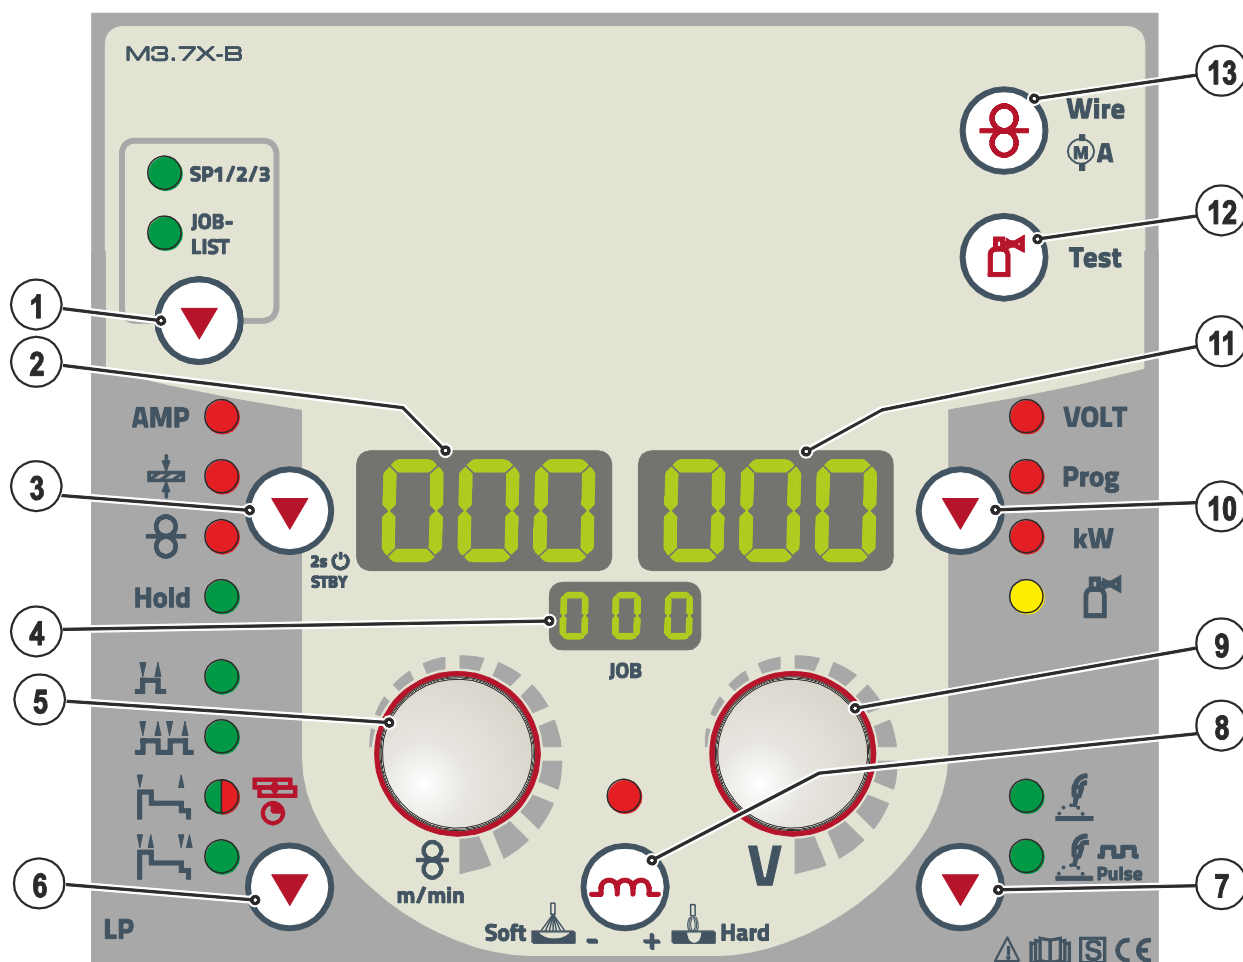 M3.7X-B
13
Wire
M A
SP1/2/3
JOB-
LIST
12
Test
1
2
11
AMP
VOLT
3
Prog
10
000
000
kW
2s
STBY
Hold
4
000
JOB
9
5
8
6
7
m/min
V
Pulse
Soft
-
+
Hard
LP
S
CE